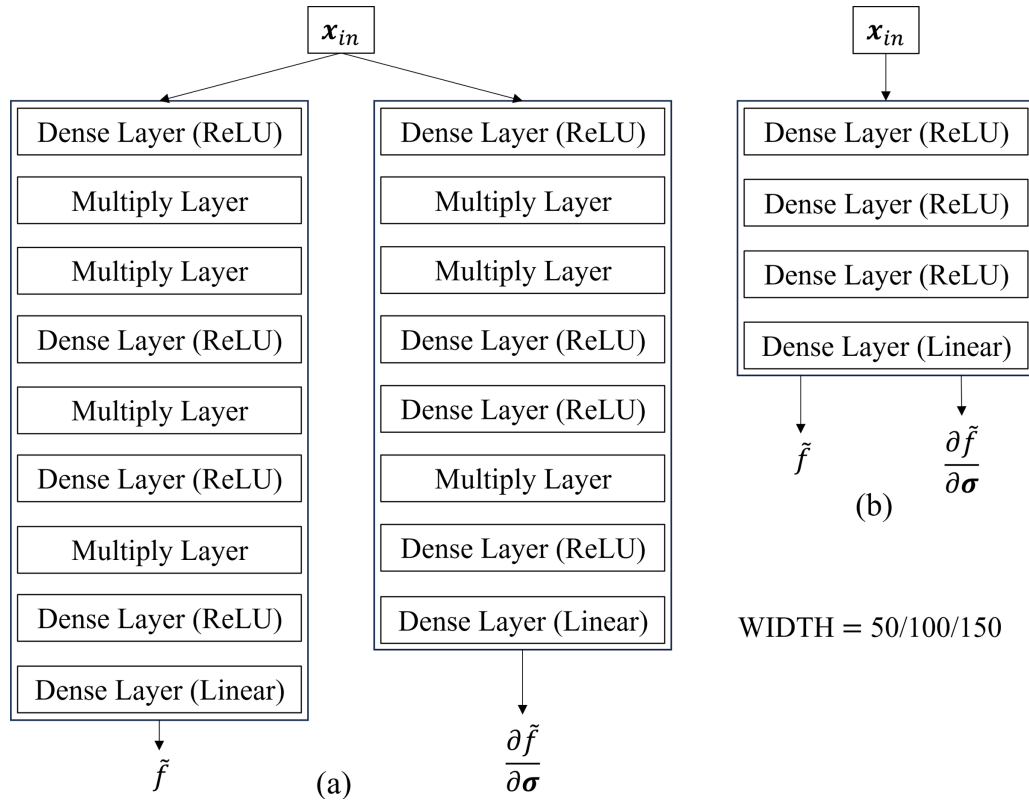 𝒙𝑖𝑛
Dense Layer (ReLU)
Multiply Layer
Multiply Layer
Dense Layer (ReLU)
Multiply Layer
Dense Layer (ReLU)
Multiply Layer
Dense Layer (ReLU)
Dense Layer (Linear)
f̃
Dense Layer (ReLU)
Multiply Layer
Multiply Layer
Dense Layer (ReLU)
Dense Layer (ReLU)
Multiply Layer
Dense Layer (ReLU)
Dense Layer (Linear)
∂f̃
∂𝝈
(a)
𝒙𝑖𝑛
Dense Layer (ReLU)
Dense Layer (ReLU)
Dense Layer (ReLU)
Dense Layer (Linear)
f̃
∂f̃
∂𝝈
(b)
WIDTH = 50/100/150